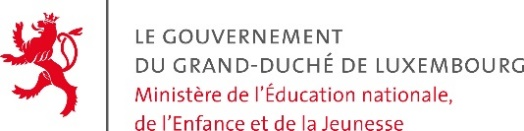 LE GOUVERNEMENT
DU GRAND-DUCHÉ DE LUXEMBOURG
Ministère de l'Éducation nationale,
de l'Enfance et de la Jeunesse